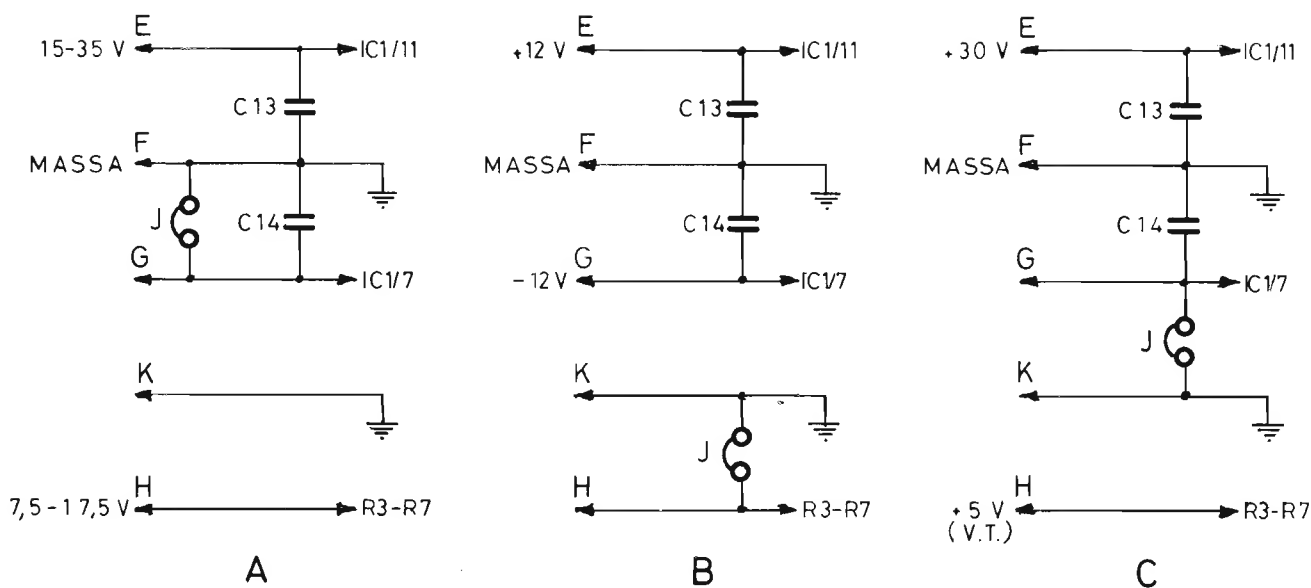 E
15-35 V
IC1/11
C13
F
MASSA
J
C14
G
IC1/7
K
H
7,5-17,5 V
R3-R7
A
E
+12 V
IC1/11
C13
F
MASSA
C14
G
-12 V
IC1/7
K
J
H
R3-R7
B
E
+30 V
IC1/11
C13
F
MASSA
C14
G
IC1/7
J
K
H
+5 V
(V.T.)
R3-R7
C